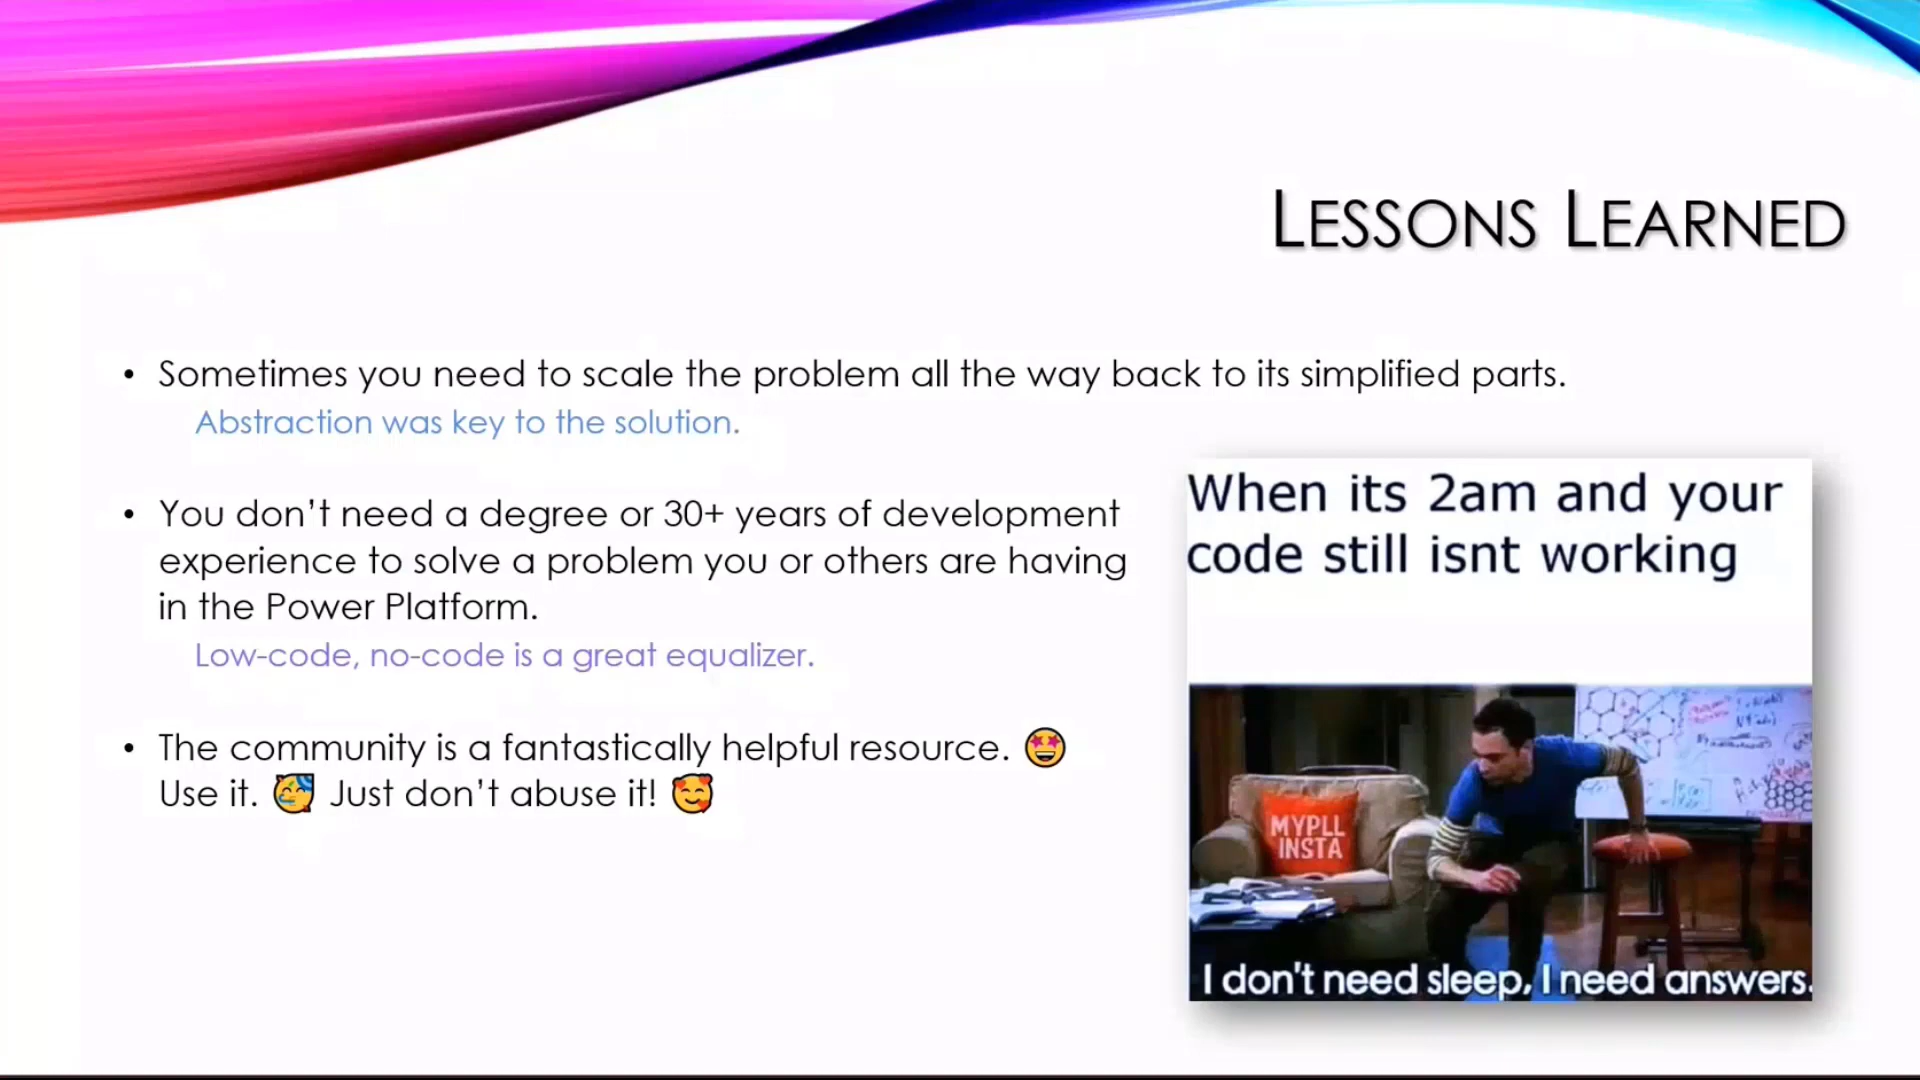 LESSONS LEARNED
• Sometimes you need to scale the problem all the way back to its simplified parts.
Abstraction was key to the solution.
• You don't need a degree or 30+ years of development
experience to solve a problem you or others are having
in the Power Platform.
Low-code, no-code is a great equalizer.
• The community is a fantastically helpful resource. 🤩
Use it. 🥳 Just don't abuse it! 🥰
When its 2am and your
code still isnt working
MYPLL
INSTA
I don't need sleep, I need answers.